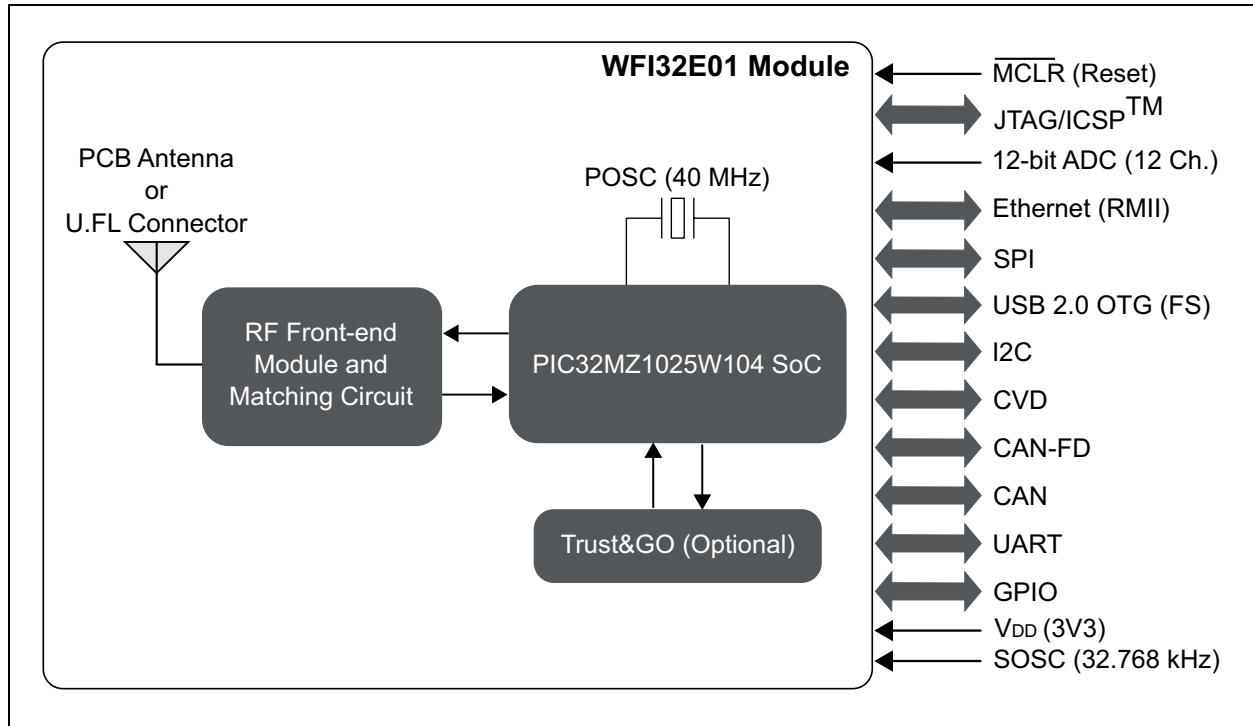 WFI32E01 Module
PCB Antenna
or
U.FL Connector
POSC (40 MHz)
RF Front-end
Module and
Matching Circuit
PIC32MZ1025W104 SoC
Trust&GO (Optional)
MCLR (Reset)
JTAG/ICSP™
12-bit ADC (12 Ch.)
Ethernet (RMII)
SPI
USB 2.0 OTG (FS)
I2C
CVD
CAN-FD
CAN
UART
GPIO
VDD (3V3)
SOSC (32.768 kHz)